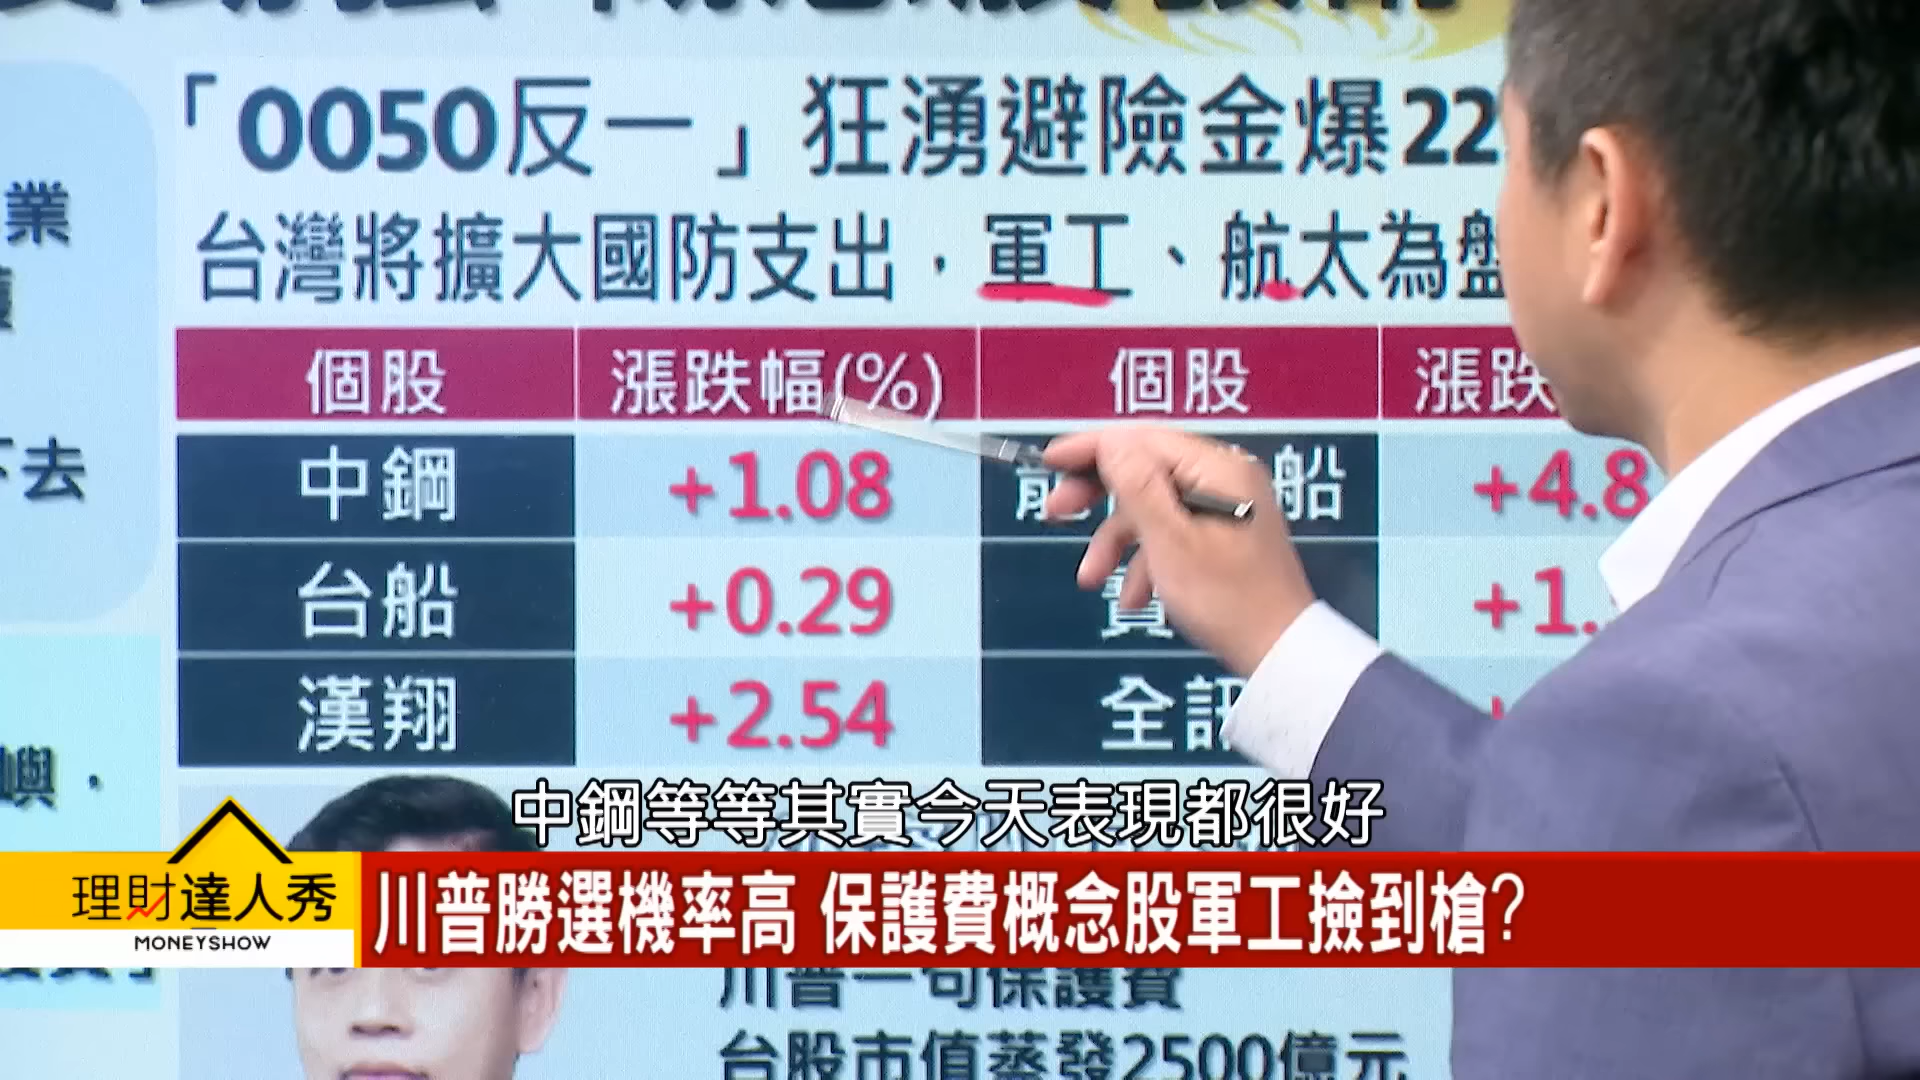 「0050反一」狂湧避險金爆22
台灣將擴大國防支出，軍工、航太為盤
業
下去
嶼，
個股 漲跌幅(%) 個股 漲跌
中鋼 +1.08 船 +4.8
台船 +0.29 寶 +1.
漢翔 +2.54 全訊 +
中鋼等等其實今天表現都很好
理財達人秀
MONEYSHOW
川普勝選機率高 保護費概念股軍工撿到槍?
川普一句保護費
台股市值蒸發2500億元